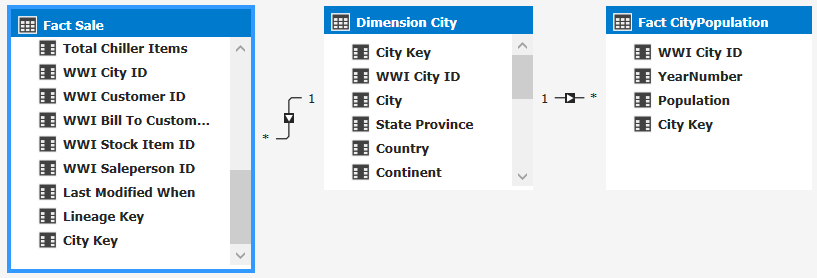 Fact Sale
Total Chiller Items
WWI City ID
WWI Customer ID
WWI Bill To Custom...
WWI Stock Item ID
WWI Saleperson ID
Last Modified When
Lineage Key
City Key
1
*
Dimension City
City Key
WWI City ID
City
State Province
Country
Continent
1
*
Fact CityPopulation
WWI City ID
YearNumber
Population
City Key